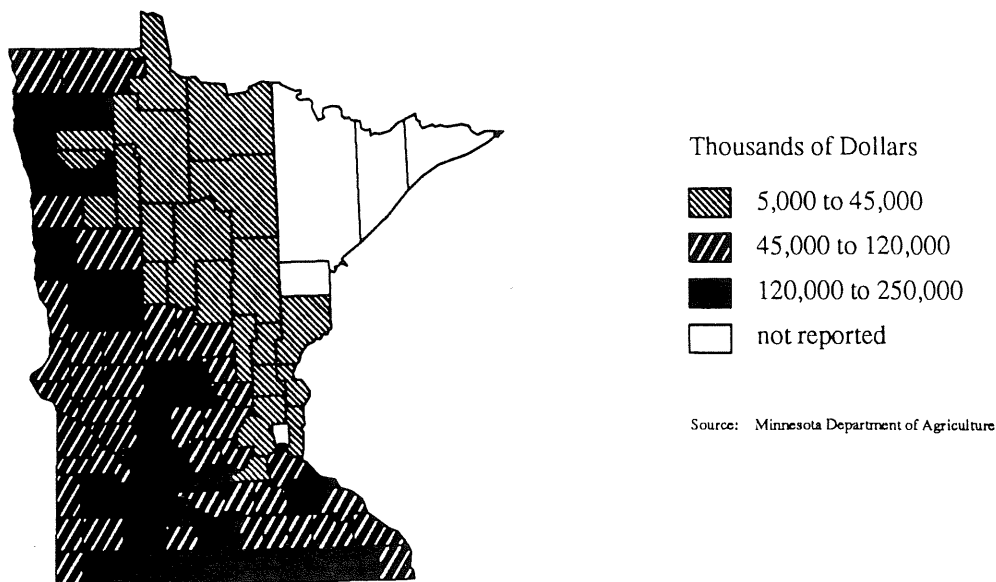 Thousands of Dollars
5,000 to 45,000
45,000 to 120,000
120,000 to 250,000
not reported
Source: Minnesota Department of Agriculture